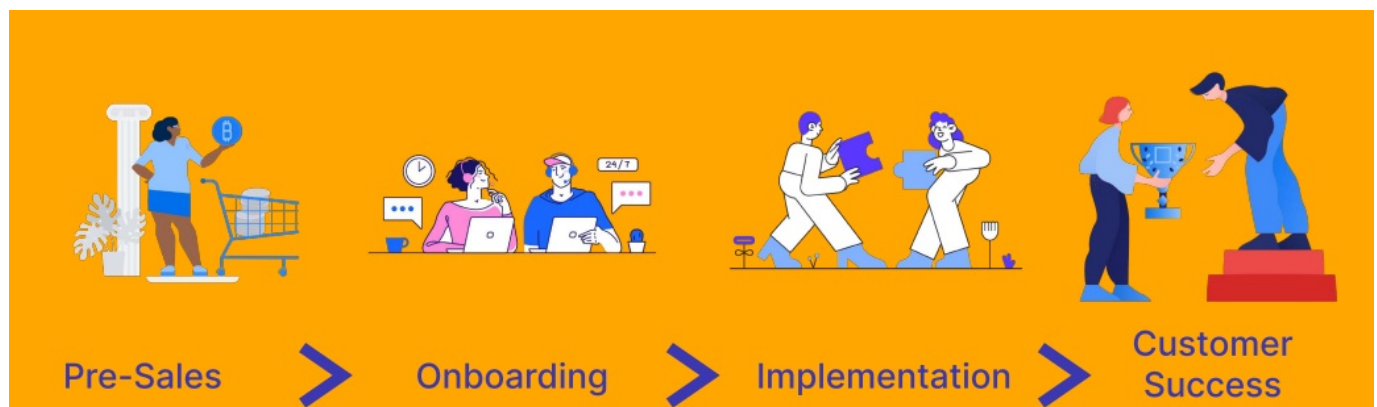 24/7
Pre-Sales
Onboarding
Implementation
Customer
Success